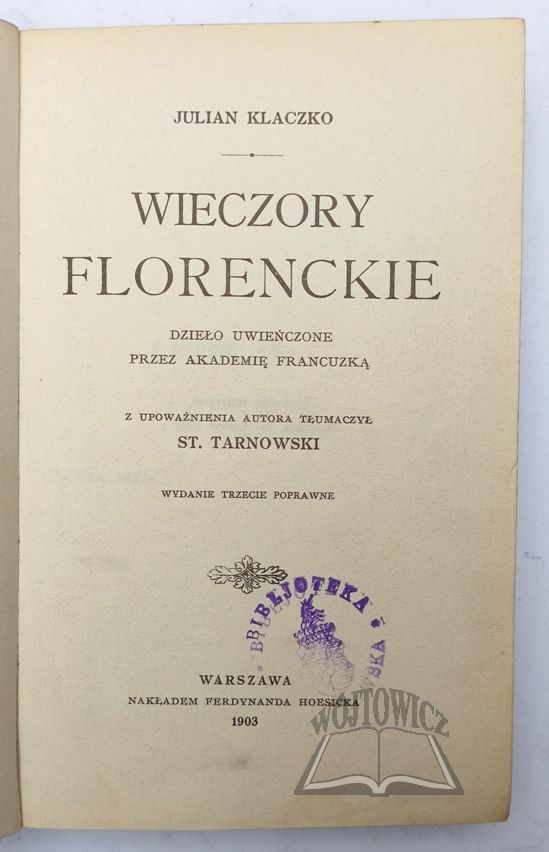 JULIAN KLACZKO
WIECZORY
FLORENCKIE
DZIEŁO UWIEŃCZONE
PRZEZ AKADEMIĘ FRANCUZKĄ
Z UPOWAŻNIENIA AUTORA TŁUMACZYŁ
ST. TARNOWSKI
WYDANIE TRZECIE POPRAWNE
BIBLJOTEKA
WARSZAWA
NAKŁADEM FERDYNANDA HOESICKA
1903
WÓJTOWICZ